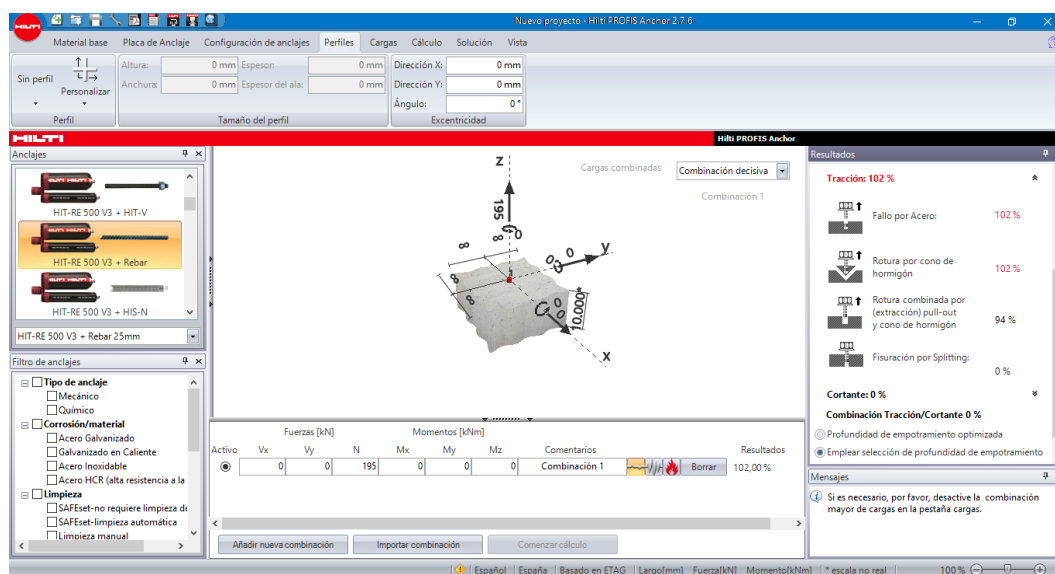 HILTI
Nuevo proyecto - Hilti PROFIS Anchor 2.7.6
Material base Placa de Anclaje Configuración de anclajes Perfiles Cargas Cálculo Solución Vista
Sin perfil
Personalizar
Perfil
Altura: 0 mm Espesor: 0 mm
Anchura: 0 mm Espesor del ala: 0 mm
Tamaño del perfil
Dirección X: 0 mm
Dirección Y: 0 mm
Ángulo: 0 °
Excentricidad
HILTI
Hilti PROFIS Anchor
Anclajes
HIT-RE 500 V3 + HIT-V
HIT-RE 500 V3 + Rebar
HIT-RE 500 V3 + HIS-N
HIT-RE 500 V3 + Rebar 25mm
Filtro de anclajes
Tipo de anclaje
Mecánico
Químico
Corrosión/material
Acero Galvanizado
Galvanizado en Caliente
Acero Inoxidable
Acero HCR (alta resistencia a la
Limpieza
SAFEset-no requiere limpieza de
SAFEset-limpieza automática
Limpieza manual
Cargas combinadas Combinación decisiva
Combinación 1
Z
195
0
∞
∞
0
0
y
∞
∞
0
0
10.000*
x
Fuerzas [kN] Momentos [kNm]
Activo Vx Vy N Mx My Mz Comentarios Resultados
0 0 195 0 0 0 Combinación 1 Borrar 102,00 %
Añadir nueva combinación Importar combinación Comenzar cálculo
Resultados
Tracción: 102 %
Fallo por Acero: 102 %
Rotura por cono de
hormigón 102 %
Rotura combinada por
(extracción) pull-out
y cono de hormigón 94 %
Fisuración por Splitting:
0 %
Cortante: 0 %
Combinación Tracción/Cortante 0 %
Profundidad de empotramiento optimizada
Emplear selección de profundidad de empotramiento
Mensajes
Si es necesario, por favor, desactive la combinación
mayor de cargas en la pestaña cargas.
Español España Basado en ETAG Largo[mm] Fuerza[kN] Momento[kNm] * escala no real 100 %